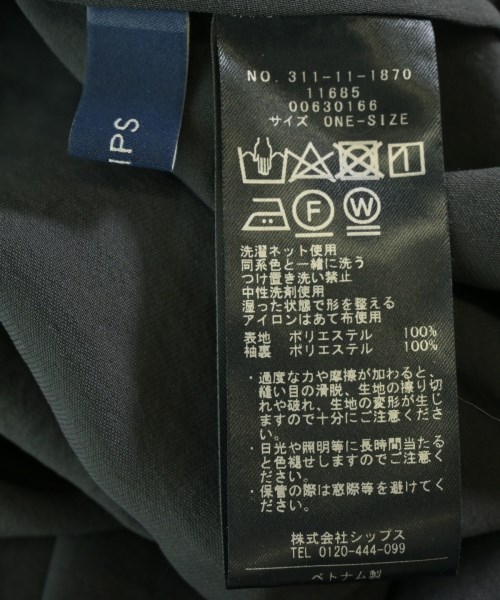 IPS
NO. 311-11-1870
11685
00630166
サイズ ONE-SIZE
F W
洗濯ネット使用
同系色と一緒に洗う
つけ置き洗い禁止
中性洗剤使用
湿った状態で形を整える
アイロンはあて布使用
表地 ポリエステル 100%
袖裏 ポリエステル 100%
・過度な力や摩擦が加わると、
縫い目の滑脱、生地の擦り切
れや破れ、生地の変形が生じ
ますので十分にご注意くださ
い。
・日光や照明等に長時間当たる
と色褪せしますのでご注意くだ
さい。
・保管の際は窓際等を避けてく
ださい。
株式会社シップス
TEL 0120-444-099
ベトナム製